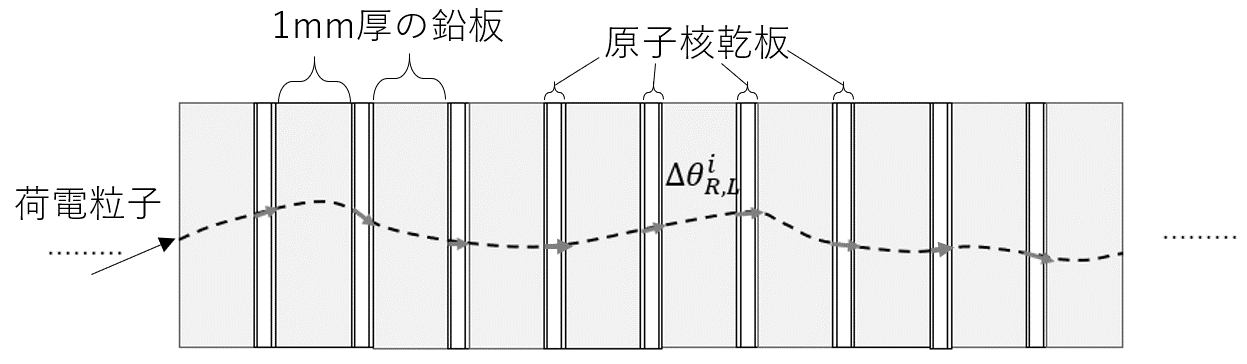 1mm厚の鉛板
原子核乾板
Δθ^i_{R,L}
荷電粒子
.........
.........